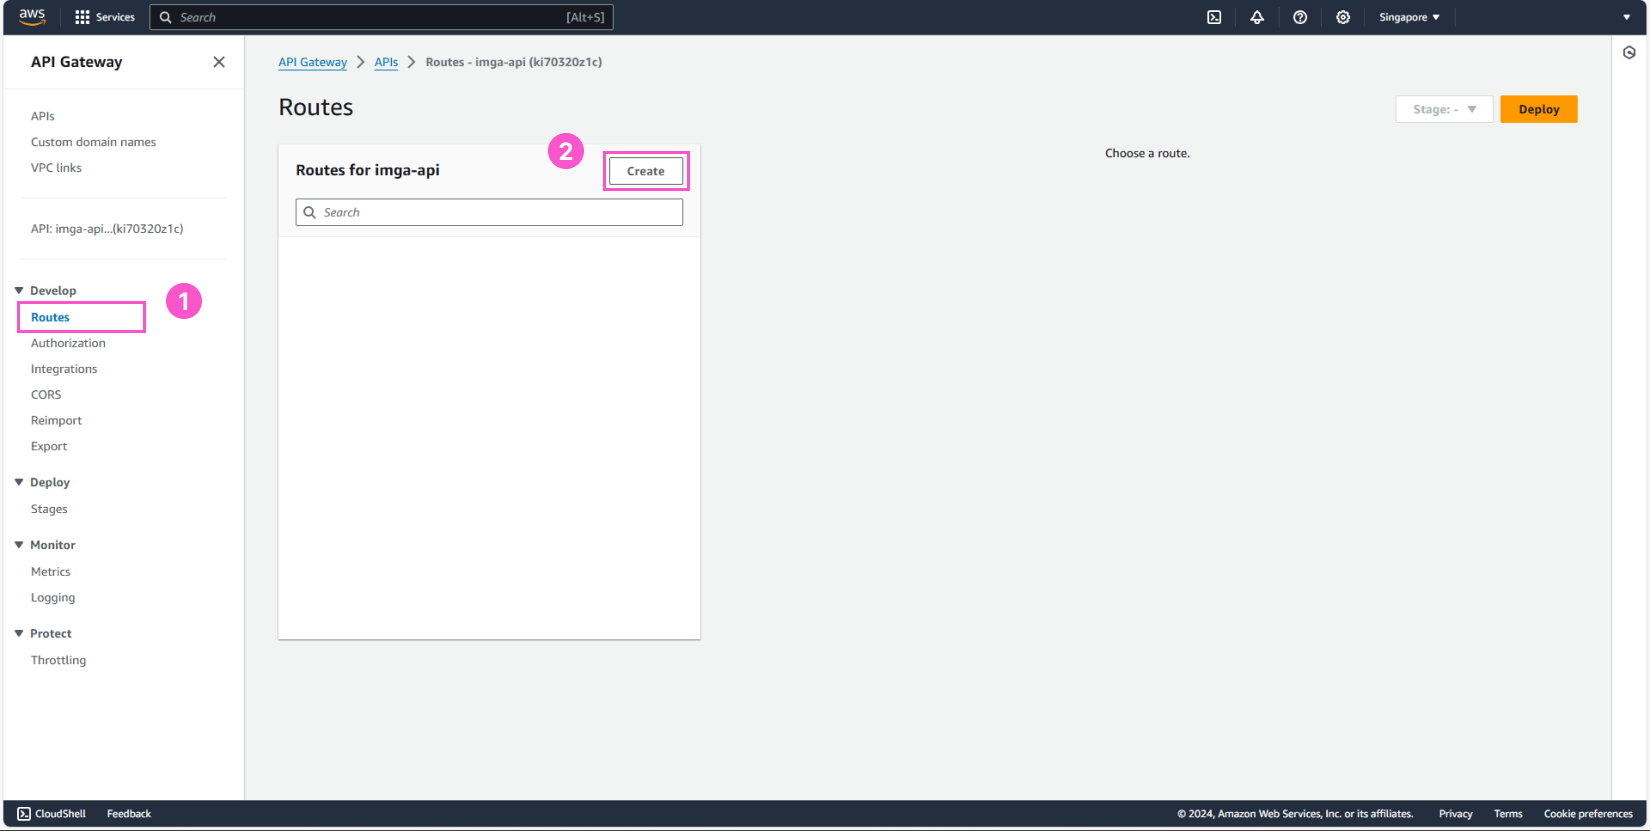 aws
Services
Search
[Alt+S]
Singapore
API Gateway
APIs
Custom domain names
VPC links
API: imga-api...(ki70320z1c)
Develop
1
Routes
Authorization
Integrations
CORS
Reimport
Export
Deploy
Stages
Monitor
Metrics
Logging
Protect
Throttling
API Gateway > APIs > Routes - imga-api (ki70320z1c)
Routes
Stage: -
Deploy
2
Routes for imga-api
Create
Search
Choose a route.
CloudShell
Feedback
© 2024, Amazon Web Services, Inc. or its affiliates.
Privacy
Terms
Cookie preferences